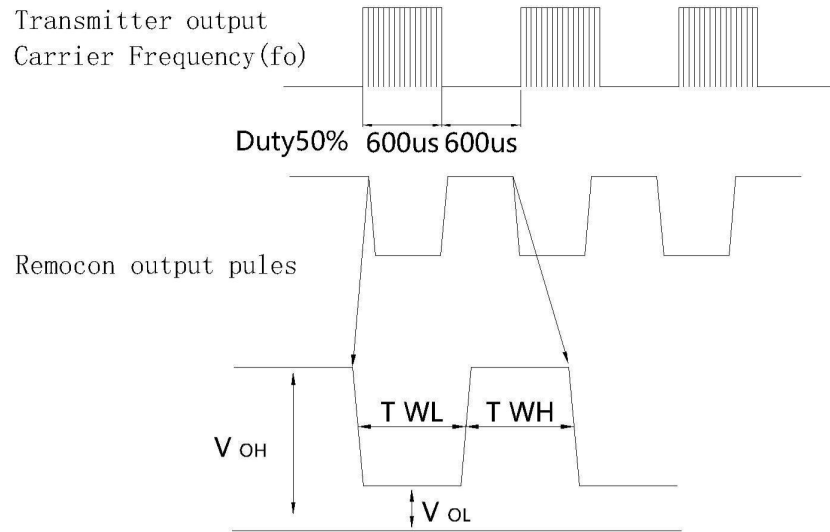 Transmitter output
Carrier Frequency(fo)
Duty50% 600us 600us
Remocon output pules
T WL T WH
V OH
V OL